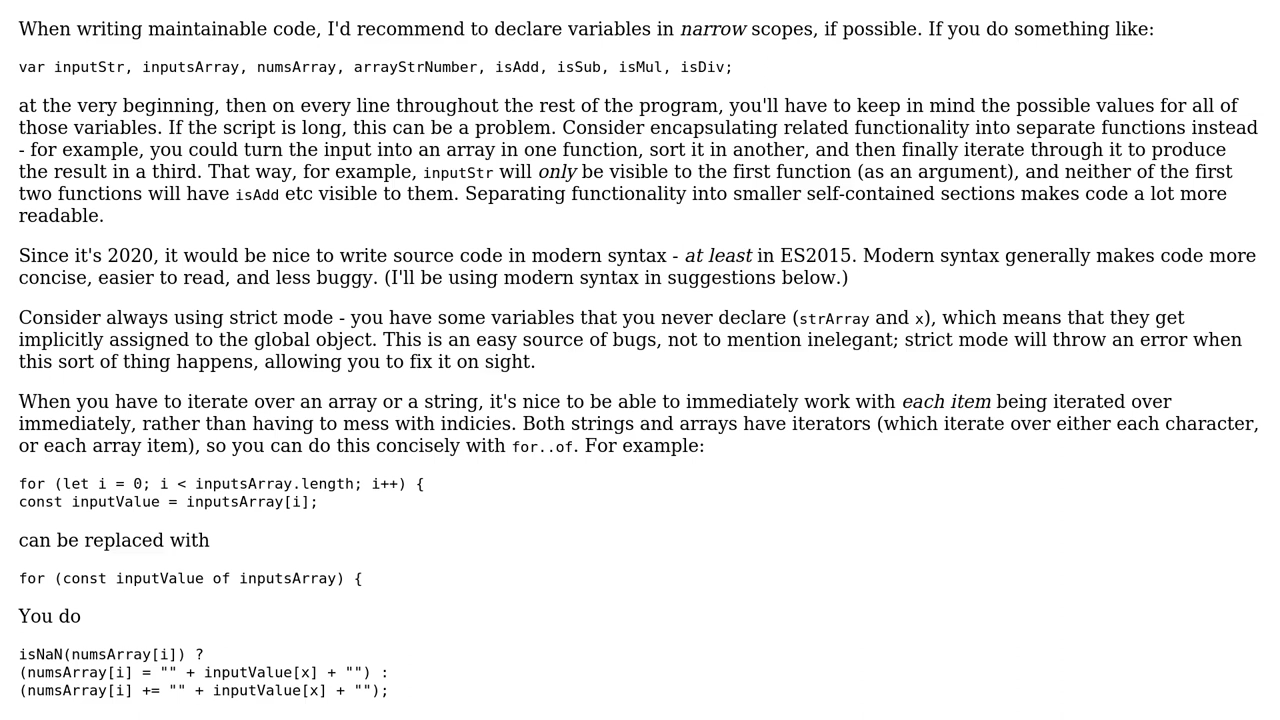 When writing maintainable code, I'd recommend to declare variables in narrow scopes, if possible. If you do something like:
var inputStr, inputsArray, numsArray, arrayStrNumber, isAdd, isSub, isMul, isDiv;
at the very beginning, then on every line throughout the rest of the program, you'll have to keep in mind the possible values for all of
those variables. If the script is long, this can be a problem. Consider encapsulating related functionality into separate functions instead
- for example, you could turn the input into an array in one function, sort it in another, and then finally iterate through it to produce
the result in a third. That way, for example, inputStr will only be visible to the first function (as an argument), and neither of the first
two functions will have isAdd etc visible to them. Separating functionality into smaller self-contained sections makes code a lot more
readable.
Since it's 2020, it would be nice to write source code in modern syntax - at least in ES2015. Modern syntax generally makes code more
concise, easier to read, and less buggy. (I'll be using modern syntax in suggestions below.)
Consider always using strict mode - you have some variables that you never declare (strArray and x), which means that they get
implicitly assigned to the global object. This is an easy source of bugs, not to mention inelegant; strict mode will throw an error when
this sort of thing happens, allowing you to fix it on sight.
When you have to iterate over an array or a string, it's nice to be able to immediately work with each item being iterated over
immediately, rather than having to mess with indicies. Both strings and arrays have iterators (which iterate over either each character,
or each array item), so you can do this concisely with for..of. For example:
for (let i = 0; i < inputsArray.length; i++) {
const inputValue = inputsArray[i];
can be replaced with
for (const inputValue of inputsArray) {
You do
isNaN(numsArray[i]) ?
(numsArray[i] = "" + inputValue[x] + "") :
(numsArray[i] += "" + inputValue[x] + "");